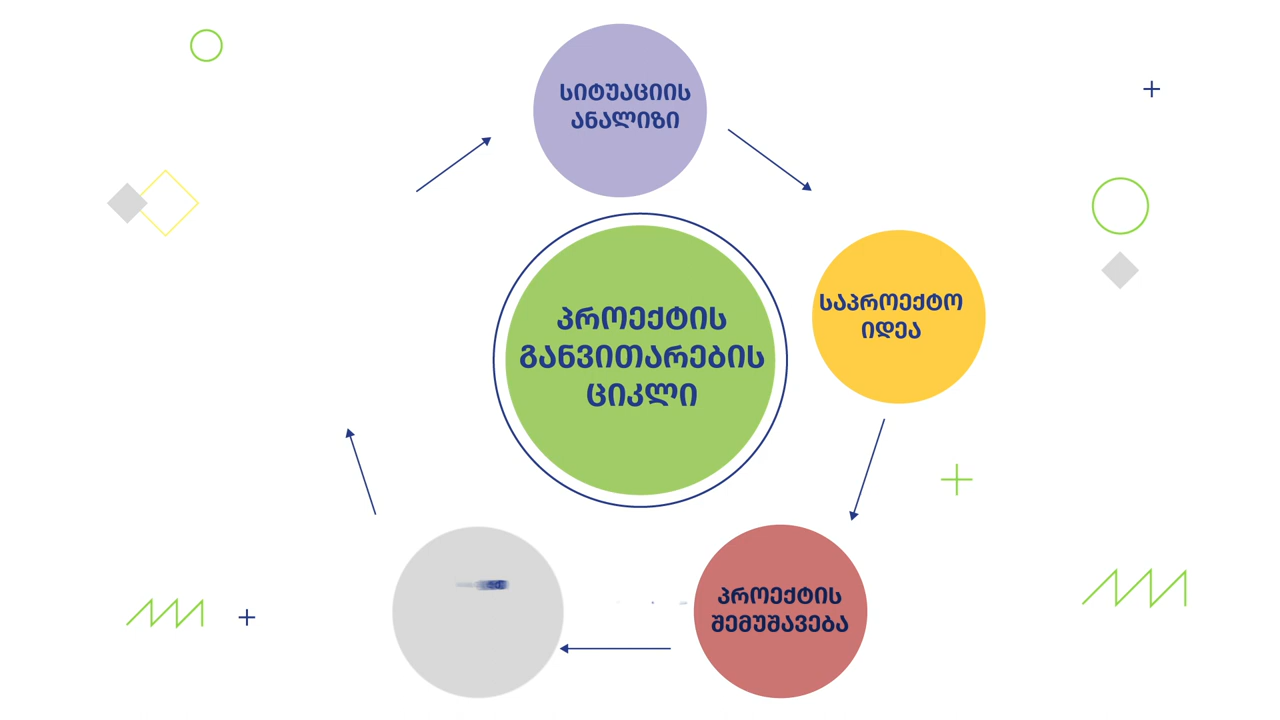 სიტუაციის
ანალიზი
საპროექტო
იდეა
პროექტის
განვითარების
ციკლი
პროექტის
შემუშავება